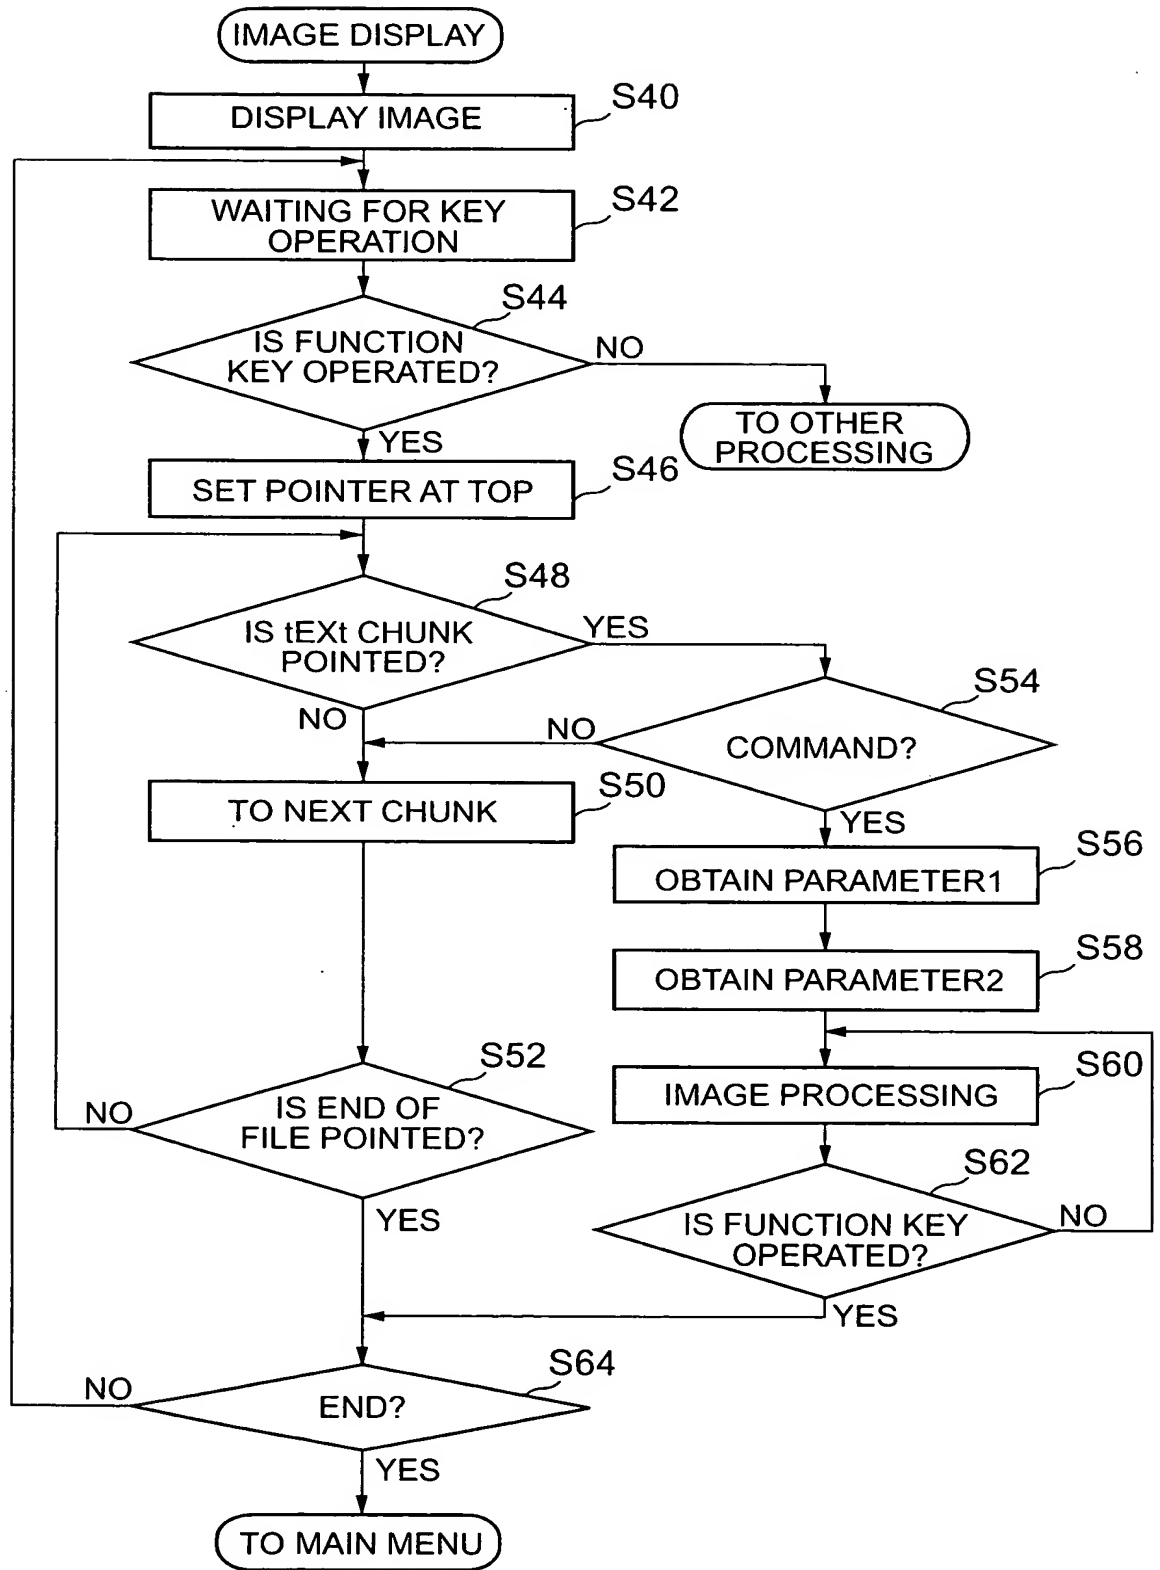 IMAGE DISPLAY
S40
DISPLAY IMAGE
S42
WAITING FOR KEY
OPERATION
S44
IS FUNCTION
KEY OPERATED?
NO
TO OTHER
PROCESSING
YES
S46
SET POINTER AT TOP
S48
IS tEXt CHUNK
POINTED?
YES
NO
S54
COMMAND?
NO
YES
S50
TO NEXT CHUNK
S56
OBTAIN PARAMETER1
S58
OBTAIN PARAMETER2
S60
IMAGE PROCESSING
S52
IS END OF
FILE POINTED?
NO
YES
S62
IS FUNCTION KEY
OPERATED?
NO
YES
S64
END?
NO
YES
TO MAIN MENU